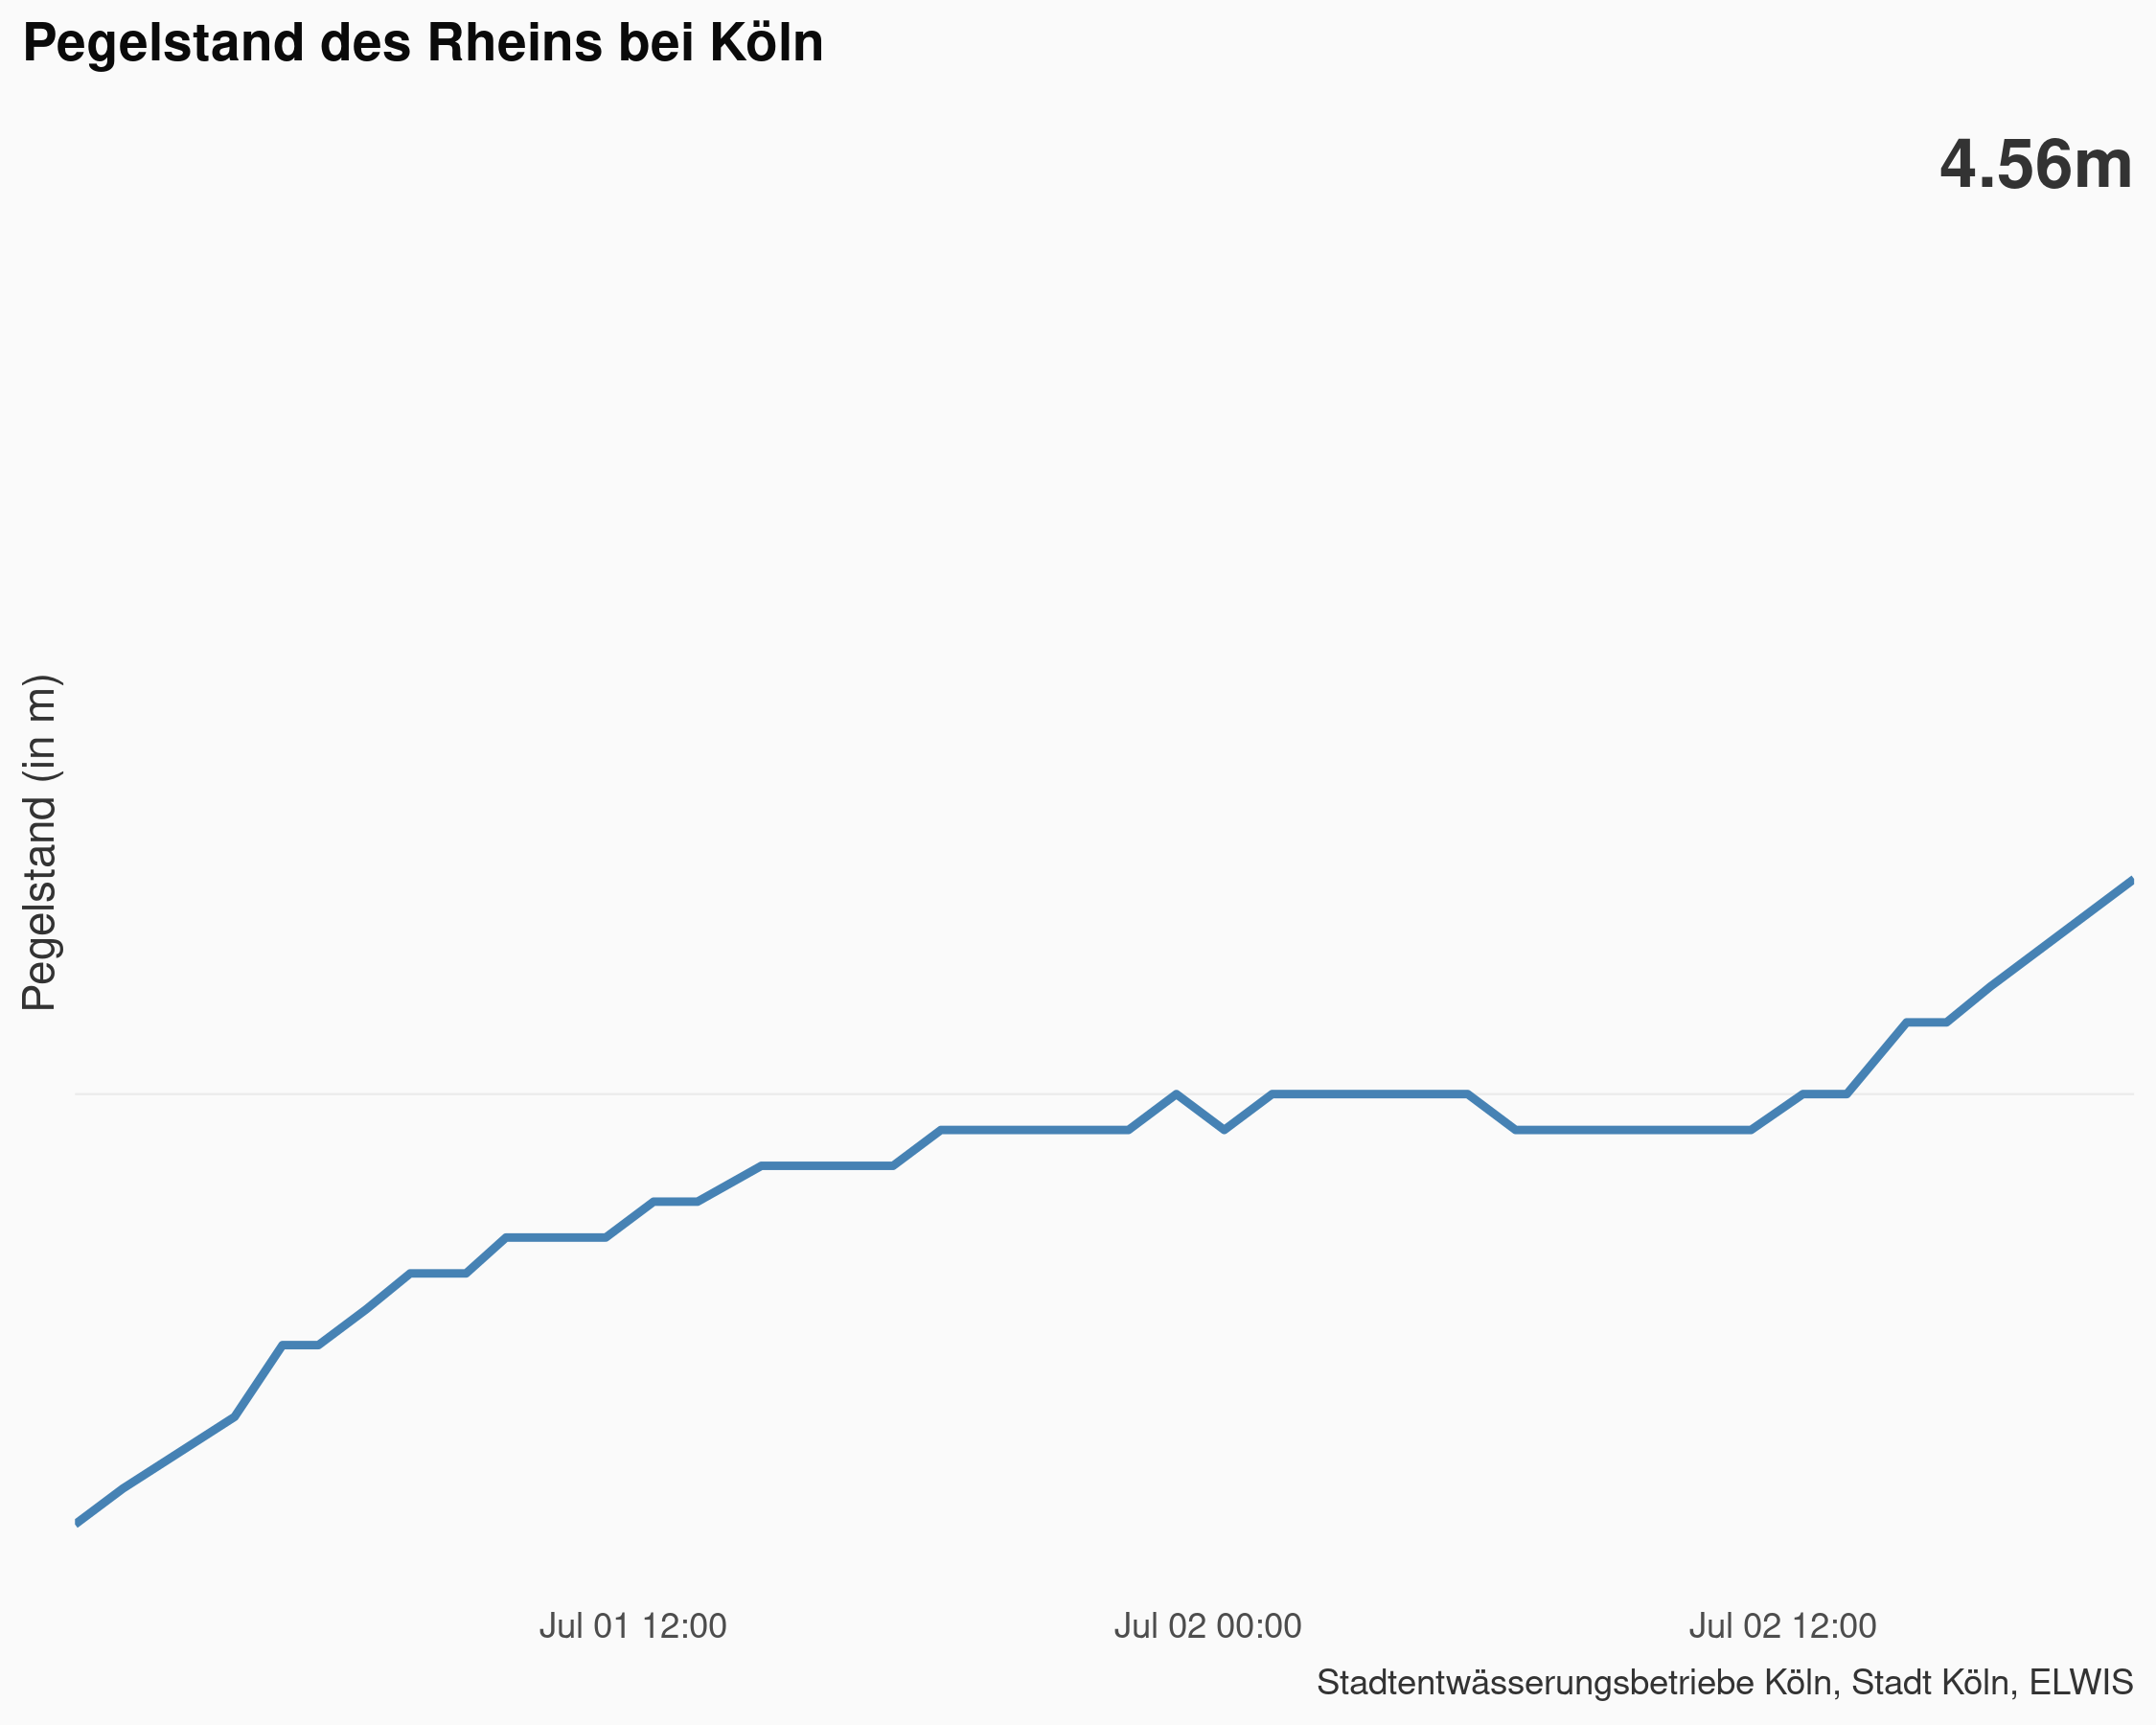 Pegelstand des Rheins bei Köln
4.56m
Pegelstand (in m)
Jul 01 12:00
Jul 02 00:00
Jul 02 12:00
Stadtentwässerungsbetriebe Köln, Stadt Köln, ELWIS